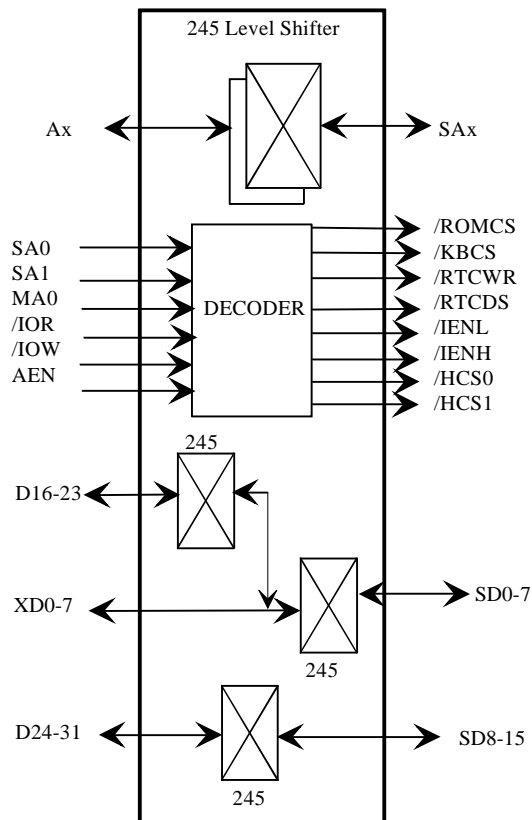 245 Level Shifter
Ax
SAx
SA0
SA1
MA0
/IOR
/IOW
AEN
DECODER
/ROMCS
/KBCS
/RTCWR
/RTCDS
/IENL
/IENH
/HCS0
/HCS1
245
D16-23
XD0-7
SD0-7
245
D24-31
SD8-15
245